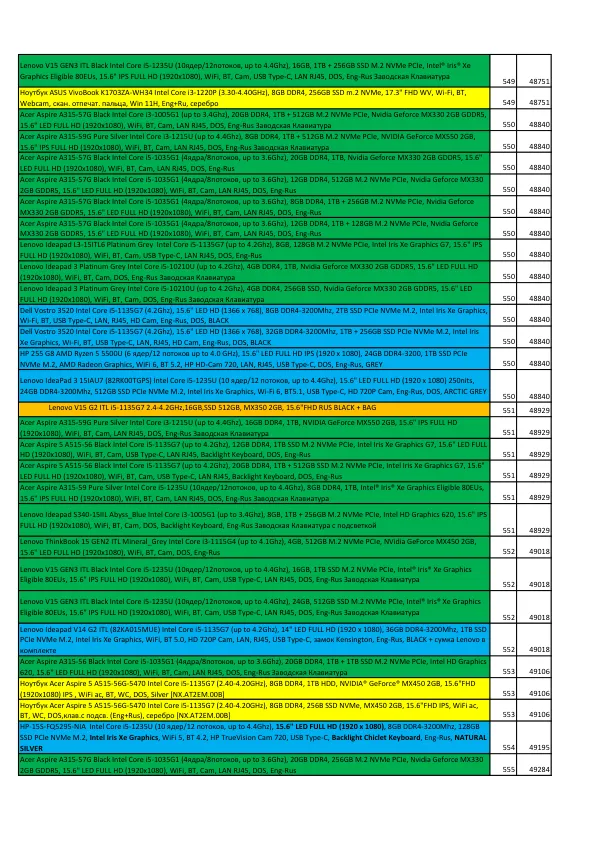 Lenovo V15 GEN3 ITL Black Intel Core i5-1235U (10ядер/12потоков, up to 4.4Ghz), 16GB, 1TB + 256GB SSD M.2 NVMe PCIe, Intel® Iris® Xe
Graphics Eligible 80EUs, 15.6" IPS FULL HD (1920x1080), WiFi, BT, Cam, USB Type-C, LAN RJ45, DOS, Eng-Rus Заводская Клавиатура 549 48751
Ноутбук ASUS VivoBook K1703ZA-WH34 Intel Core i3-1220P (3.30-4.40GHz), 8GB DDR4, 256GB SSD m.2 NVMe, 17.3" FHD WV, Wi-Fi, BT,
Webcam, скан. отпечат. пальца, Win 11H, Eng+Ru, серебро 549 48751
Acer Aspire A315-57G Black Intel Core i3-1005G1 (up to 3.4Ghz), 20GB DDR4, 1TB + 512GB M.2 NVMe PCIe, Nvidia Geforce MX330 2GB GDDR5,
15.6" LED FULL HD (1920x1080), WiFi, BT, Cam, LAN RJ45, DOS, Eng-Rus Заводская Клавиатура 550 48840
Acer Aspire A315-59G Pure Silver Intel Core i3-1215U (up to 4.4Ghz), 8GB DDR4, 1TB + 512GB M.2 NVMe PCIe, NVIDIA GeForce MX550 2GB,
15.6" IPS FULL HD (1920x1080), WiFi, BT, Cam, LAN RJ45, DOS, Eng-Rus Заводская Клавиатура 550 48840
Acer Aspire A315-57G Black Intel Core i5-1035G1 (4ядра/8потоков, up to 3.6Ghz), 20GB DDR4, 1TB, Nvidia Geforce MX330 2GB GDDR5, 15.6"
LED FULL HD (1920x1080), WiFi, BT, Cam, LAN RJ45, DOS, Eng-Rus 550 48840
Acer Aspire A315-57G Black Intel Core i5-1035G1 (4ядра/8потоков, up to 3.6Ghz), 12GB DDR4, 512GB M.2 NVMe PCIe, Nvidia Geforce MX330
2GB GDDR5, 15.6" LED FULL HD (1920x1080), WiFi, BT, Cam, LAN RJ45, DOS, Eng-Rus 550 48840
Acer Aspire A315-57G Black Intel Core i5-1035G1 (4ядра/8потоков, up to 3.6Ghz), 8GB DDR4, 1TB + 256GB M.2 NVMe PCIe, Nvidia Geforce
MX330 2GB GDDR5, 15.6" LED FULL HD (1920x1080), WiFi, BT, Cam, LAN RJ45, DOS, Eng-Rus 550 48840
Acer Aspire A315-57G Black Intel Core i5-1035G1 (4ядра/8потоков, up to 3.6Ghz), 12GB DDR4, 1TB + 128GB M.2 NVMe PCIe, Nvidia Geforce
MX330 2GB GDDR5, 15.6" LED FULL HD (1920x1080), WiFi, BT, Cam, LAN RJ45, DOS, Eng-Rus 550 48840
Lenovo Ideapad L3-15ITL6 Platinum Grey Intel Core i5-1135G7 (up to 4.2Ghz), 8GB, 128GB M.2 NVMe PCIe, Intel Iris Xe Graphics G7, 15.6" IPS
FULL HD (1920x1080), WiFi, BT, Cam, USB Type-C, LAN RJ45, DOS, Eng-Rus Заводская Клавиатура 550 48840
Lenovo Ideapad 3 Platinum Grey Intel Core i5-10210U (up to 4.2Ghz), 4GB DDR4, 1TB, Nvidia Geforce MX330 2GB GDDR5, 15.6" LED FULL HD
(1920x1080), WiFi, BT, Cam, DOS, Eng-Rus Заводская Клавиатура 550 48840
Lenovo Ideapad 3 Platinum Grey Intel Core i5-10210U (up to 4.2Ghz), 4GB DDR4, 256GB SSD, Nvidia Geforce MX330 2GB GDDR5, 15.6" LED
FULL HD (1920x1080), WiFi, BT, Cam, DOS, Eng-Rus Заводская Клавиатура 550 48840
Dell Vostro 3520 Intel Core i5-1135G7 (4.2Ghz), 15.6" LED HD (1366 x 768), 8GB DDR4-3200Mhz, 2TB SSD PCIe NVMe M.2, Intel Iris Xe Graphics,
Wi-Fi, BT, USB Type-C, LAN, RJ45, HD Cam, Eng-Rus, DOS, BLACK 550 48840
Dell Vostro 3520 Intel Core i5-1135G7 (4.2Ghz), 15.6" LED HD (1366 x 768), 32GB DDR4-3200Mhz, 1TB + 256GB SSD PCIe NVMe M.2, Intel Iris
Xe Graphics, Wi-Fi, BT, USB Type-C, LAN, RJ45, HD Cam, Eng-Rus, DOS, BLACK 550 48840
HP 255 G8 AMD Ryzen 5 5500U (6 ядер/12 потоков up to 4.0 GHz), 15.6" LED FULL HD IPS (1920 x 1080), 24GB DDR4-3200, 1TB SSD PCIe
NVMe M.2, AMD Radeon Graphics, WiFi 6, BT 5.2, HP HD-Cam 720, LAN, RJ45, USB Type-C, DOS, Eng-Rus, GREY 550 48840
Lenovo IdeaPad 3 15IAU7 (82RK00TGPS) Intel Core i5-1235U (10 ядер/12 потоков, up to 4.4Ghz), 15.6" LED FULL HD (1920 x 1080) 250nits,
24GB DDR4-3200Mhz, 512GB SSD PCIe NVMe M.2, Intel Iris Xe Graphics, Wi-Fi 6, BT5.1, USB Type-C, HD 720P Cam, Eng-Rus, DOS, ARCTIC GREY 550 48840
Lenovo V15 G2 ITL i5-1135G7 2.4-4.2GHz,16GB,SSD 512GB, MX350 2GB, 15.6"FHD RUS BLACK + BAG 551 48929
Acer Aspire A315-59G Pure Silver Intel Core i3-1215U (up to 4.4Ghz), 16GB DDR4, 1TB, NVIDIA GeForce MX550 2GB, 15.6" IPS FULL HD
(1920x1080), WiFi, BT, Cam, LAN RJ45, DOS, Eng-Rus Заводская Клавиатура 551 48929
Acer Aspire 5 A515-56 Black Intel Core i5-1135G7 (up to 4.2Ghz), 12GB DDR4, 1TB SSD M.2 NVMe PCIe, Intel Iris Xe Graphics G7, 15.6" LED FULL
HD (1920x1080), WiFi, BT, Cam, USB Type-C, LAN RJ45, Backlight Keyboard, DOS, Eng-Rus 551 48929
Acer Aspire 5 A515-56 Black Intel Core i5-1135G7 (up to 4.2Ghz), 20GB DDR4, 1TB + 512GB M.2 NVMe PCIe, Intel Iris Xe Graphics G7, 15.6"
LED FULL HD (1920x1080), WiFi, BT, Cam, USB Type-C, LAN RJ45, Backlight Keyboard, DOS, Eng-Rus 551 48929
Acer Aspire A315-59 Pure Silver Intel Core i5-1235U (10ядер/12потоков, up to 4.4Ghz), 8GB DDR4, 1TB, Intel® Iris® Xe Graphics Eligible 80EUs,
15.6" IPS FULL HD (1920x1080), WiFi, BT, Cam, LAN RJ45, DOS, Eng-Rus Заводская Клавиатура 551 48929
Lenovo Ideapad S340-15IIL Abyss_Blue Intel Core i3-1005G1 (up to 3.4Ghz), 8GB, 1TB + 256GB M.2 NVMe PCIe, Intel HD Graphics 620, 15.6" IPS
FULL HD (1920x1080), WiFi, BT, Cam, DOS, Backlight Keyboard, Eng-Rus Заводская Клавиатура с подсветкой 551 48929
Lenovo ThinkBook 15 GEN2 ITL Mineral_Grey Intel Core i3-1115G4 (up to 4.1Ghz), 4GB, 512GB M.2 NVMe PCIe, NVIDIA GeForce MX450 2GB,
15.6" IPS FULL HD (1920x1080), WiFi, BT, Cam, DOS, Eng-Rus 552 49018
Lenovo V15 GEN3 ITL Black Intel Core i5-1235U (10ядер/12потоков, up to 4.4Ghz), 16GB, 1TB SSD M.2 NVMe PCIe, Intel® Iris® Xe Graphics
Eligible 80EUs, 15.6" IPS FULL HD (1920x1080), WiFi, BT, Cam, USB Type-C, LAN RJ45, DOS, Eng-Rus Заводская Клавиатура 552 49018
Lenovo V15 GEN3 ITL Black Intel Core i5-1235U (10ядер/12потоков, up to 4.4Ghz), 24GB, 512GB SSD M.2 NVMe PCIe, Intel® Iris® Xe Graphics
Eligible 80EUs, 15.6" IPS FULL HD (1920x1080), WiFi, BT, Cam, USB Type-C, LAN RJ45, DOS, Eng-Rus Заводская Клавиатура 552 49018
Lenovo Ideapad V14 G2 ITL (82KA015MUE) Intel Core i5-1135G7 (up to 4.2Ghz), 14" LED FULL HD (1920 x 1080), 36GB DDR4-3200Mhz, 1TB SSD
PCIe NVMe M.2, Intel Iris Xe Graphics, WiFi, BT 5.0, HD 720P Cam, LAN, RJ45, USB Type-C, замок Kensington, Eng-Rus, BLACK + сумка Lenovo в
комплекте 552 49018
Acer Aspire A315-56 Black Intel Core i5-1035G1 (4ядра/8потоков, up to 3.6Ghz), 20GB DDR4, 1TB + 1TB SSD M.2 NVMe PCIe, Intel HD Graphics
620, 15.6" IPS FULL HD (1920x1080), WiFi, BT, Cam, LAN RJ45, DOS, Eng-Rus Заводская Клавиатура 553 49106
Ноутбук Acer Aspire 5 A515-56G-5470 Intel Core i5-1135G7 (2.40-4.20GHz), 8GB DDR4, 1TB HDD, NVIDIA® GeForce® MX450 2GB, 15.6"FHD
(1920x1080) IPS , WiFi ac, BT, WC, DOS, Silver [NX.AT2EM.00B] 553 49106
Ноутбук Acer Aspire 5 A515-56G-5470 Intel Core i5-1135G7 (2.40-4.20GHz), 8GB DDR4, 256GB SSD NVMe, MX450 2GB, 15.6"FHD IPS, WiFi ac,
BT, WC, DOS,клав.с подсв. (Eng+Rus), серебро [NX.AT2EM.00B] 553 49106
HP-15S-FQ5295-NIA Intel Core i5-1235U (10 ядер /12 потоков, up to 4.4Ghz), 15.6" LED FULL HD (1920 x 1080), 8GB DDR4-3200Mhz, 128GB
SSD PCIe NVMe M.2, Intel Iris Xe Graphics, WiFi 5, BT 4.2, HP TrueVision Cam 720, USB Type-C, Backlight Chiclet Keyboard, Eng-Rus, NATURAL
SILVER 554 49195
Acer Aspire A315-57G Black Intel Core i5-1035G1 (4ядра/8потоков, up to 3.6Ghz), 20GB DDR4, 256GB M.2 NVMe PCIe, Nvidia Geforce MX330
2GB GDDR5, 15.6" LED FULL HD (1920x1080), WiFi, BT, Cam, LAN RJ45, DOS, Eng-Rus 555 49284